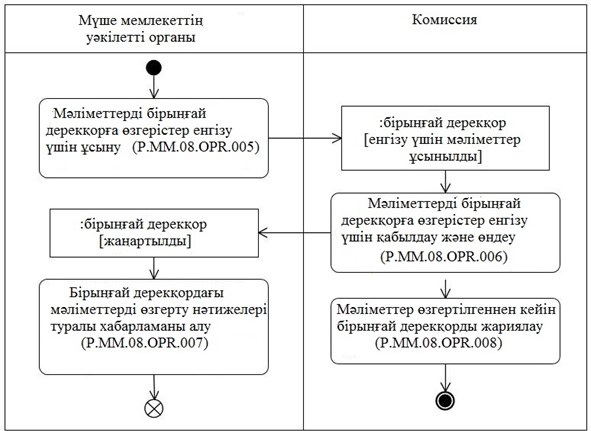 Мүше мемлекеттің
уәкілетті органы
Комиссия
Мәліметтерді бірыңғай
дерекқорға өзгерістер енгізу
үшін ұсыну (P.MM.08.OPR.005)
:бірыңғай дерекқор
[енгізу үшін мәліметтер
ұсынылды]
Мәліметтерді бірыңғай
дерекқорға өзгерістер енгізу
үшін қабылдау және өңдеу
(P.MM.08.OPR.006)
:бірыңғай дерекқор
[жаңартылды]
Бірыңғай дерекқордағы
мәліметтерді өзгерту нәтижелері
туралы хабарламаны алу
(P.MM.08.OPR.007)
Мәліметтер өзгертілгеннен кейін
бірыңғай дерекқорды жариялау
(P.MM.08.OPR.008)